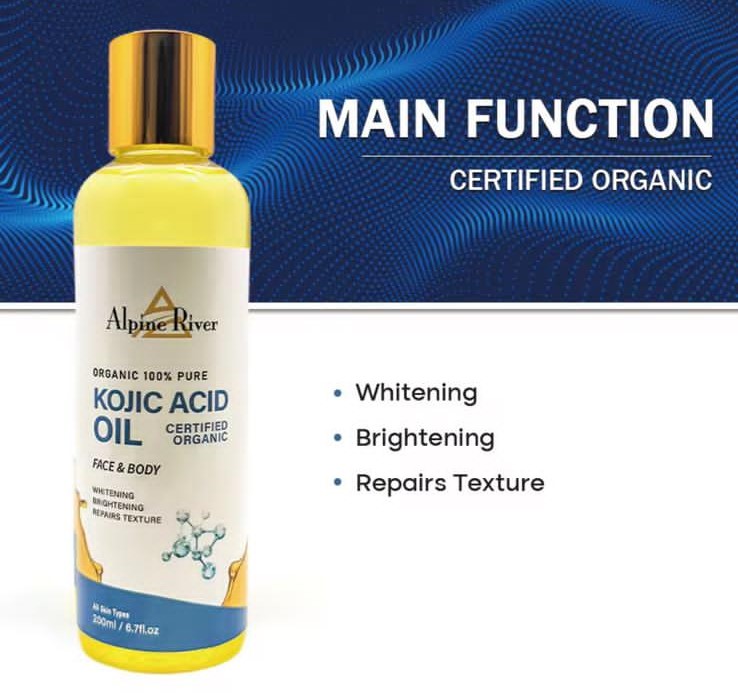 MAIN FUNCTION
CERTIFIED ORGANIC
Alpine River
ORGANIC 100% PURE
KOJIC ACID
OIL CERTIFIED
ORGANIC
FACE & BODY
WHITENING
BRIGHTENING
REPAIRS TEXTURE
All Skin Types
200ml / 6.7fl.oz
• Whitening
• Brightening
• Repairs Texture